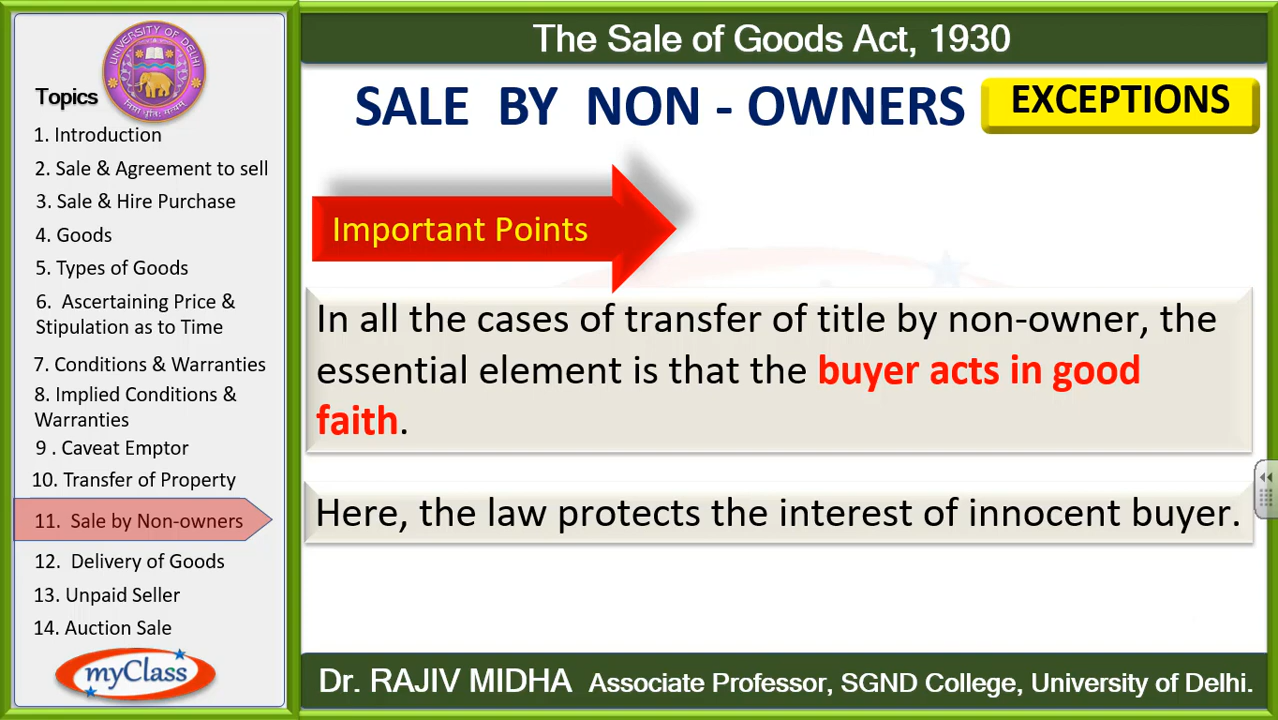 UNIVERSITY OF DELHI
Topics
1. Introduction
2. Sale & Agreement to sell
3. Sale & Hire Purchase
4. Goods
5. Types of Goods
6. Ascertaining Price &
Stipulation as to Time
7. Conditions & Warranties
8. Implied Conditions &
Warranties
9 . Caveat Emptor
10. Transfer of Property
11. Sale by Non-owners
12. Delivery of Goods
13. Unpaid Seller
14. Auction Sale
myClass
The Sale of Goods Act, 1930
SALE BY NON - OWNERS
EXCEPTIONS
Important Points
In all the cases of transfer of title by non-owner, the
essential element is that the buyer acts in good
faith.
Here, the law protects the interest of innocent buyer.
Dr. RAJIV MIDHA Associate Professor, SGND College, University of Delhi.